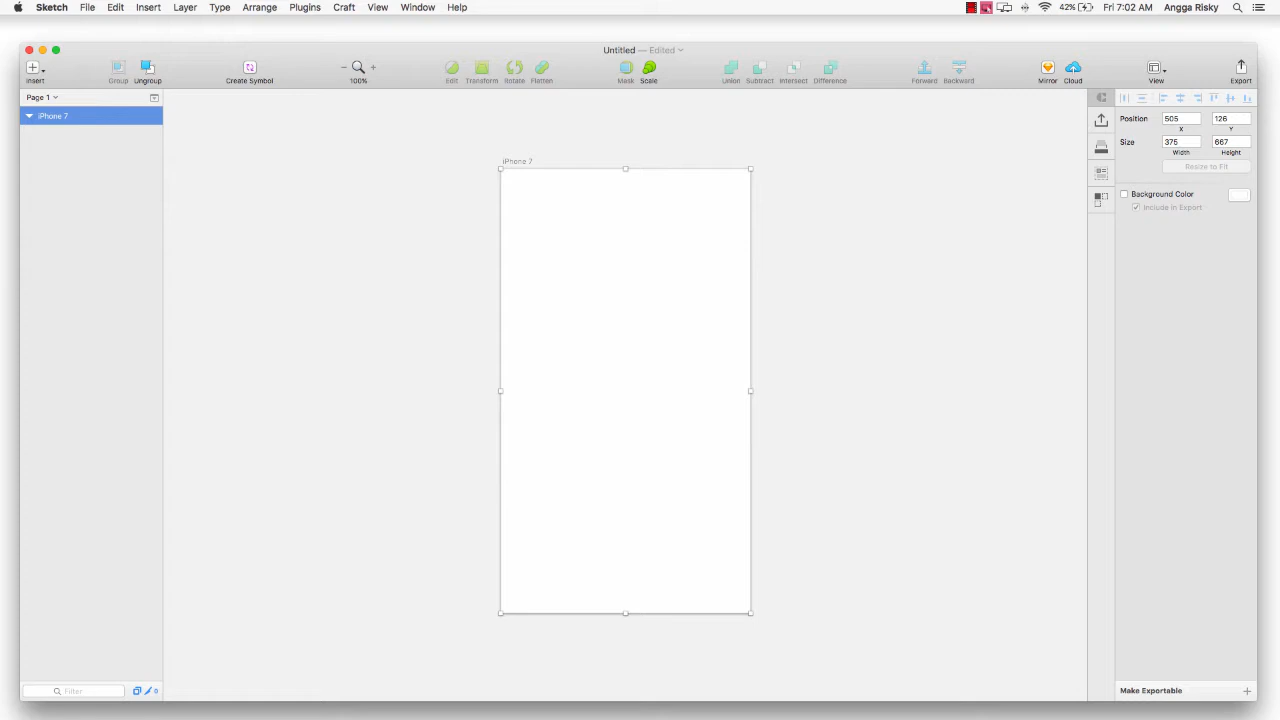 Sketch File Edit Insert Layer Type Arrange Plugins Craft View Window Help 42% Fri 7:02 AM Angga Risky
Untitled — Edited
Insert Group Ungroup Create Symbol 100% Edit Transform Rotate Flatten Mask Scale Union Subtract Intersect Difference Forward Backward Mirror Cloud View Export
Page 1
iPhone 7
iPhone 7
Position 505 126
X Y
Size 375 667
Width Height
Resize to Fit
Background Color
Include in Export
Filter 0
Make Exportable